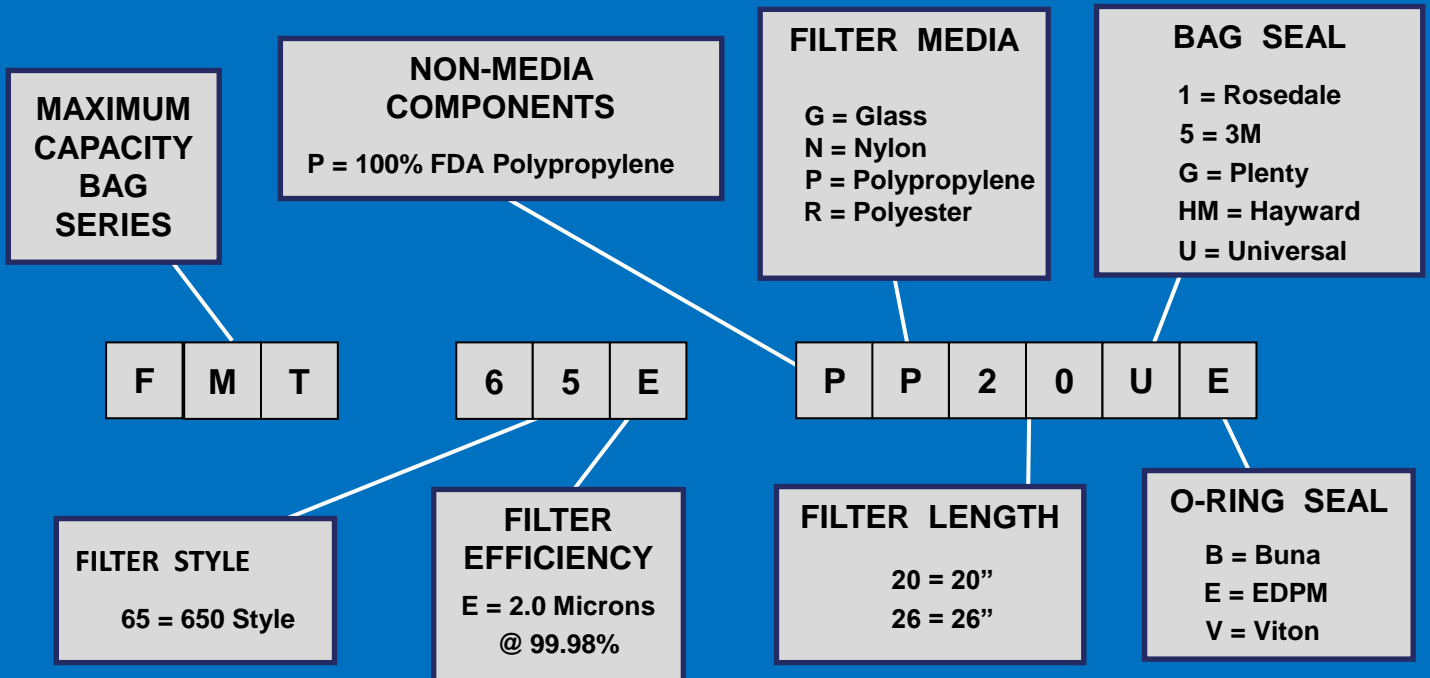 MAXIMUM
CAPACITY
BAG
SERIES
NON-MEDIA
COMPONENTS
P = 100% FDA Polypropylene
FILTER MEDIA
G = Glass
N = Nylon
P = Polypropylene
R = Polyester
BAG SEAL
1 = Rosedale
5 = 3M
G = Plenty
HM = Hayward
U = Universal
F M T 6 5 E P P 2 0 U E
FILTER STYLE
65 = 650 Style
FILTER
EFFICIENCY
E = 2.0 Microns
@ 99.98%
FILTER LENGTH
20 = 20”
26 = 26”
O-RING SEAL
B = Buna
E = EDPM
V = Viton